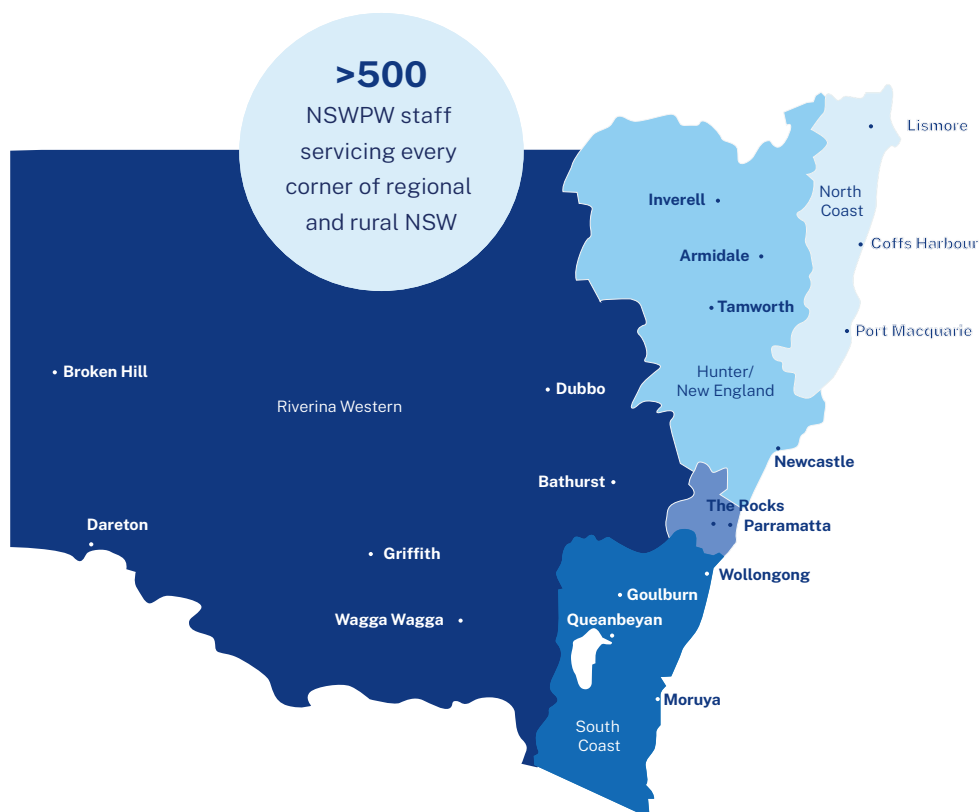 >500
NSWPW staff
servicing every
corner of regional
and rural NSW
Lismore
North
Coast
Inverell
Coffs Harbour
Armidale
Tamworth
Port Macquarie
Broken Hill
Hunter/
New England
Dubbo
Riverina Western
Newcastle
Bathurst
The Rocks
Parramatta
Dareton
Griffith
Wollongong
Goulburn
Wagga Wagga
Queanbeyan
Moruya
South
Coast